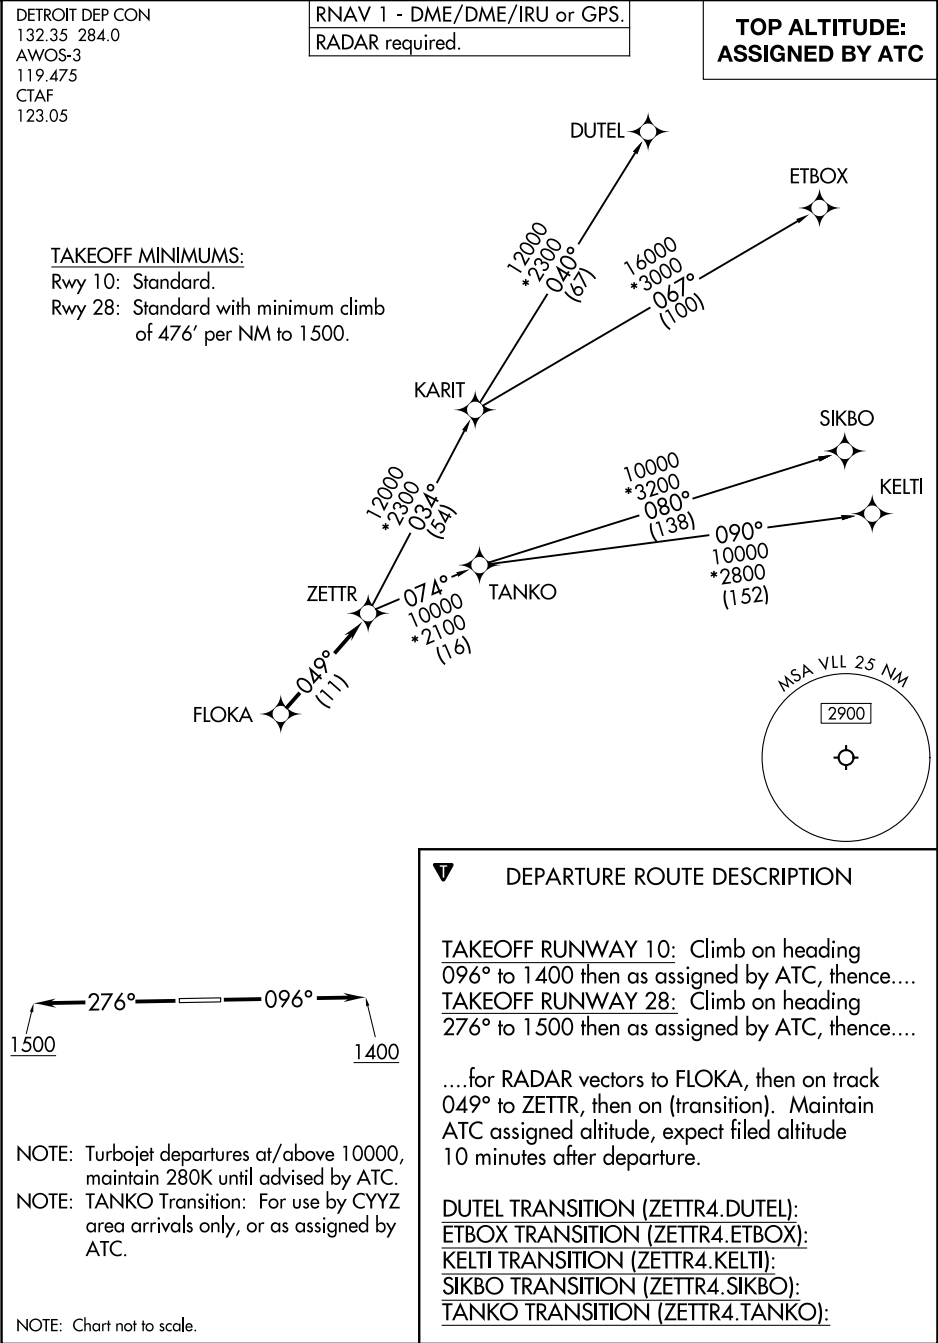 DETROIT DEP CON
132.35 284.0
AWOS-3
119.475
CTAF
123.05
RNAV 1 - DME/DME/IRU or GPS.
RADAR required.
TOP ALTITUDE:
ASSIGNED BY ATC
DUTEL
ETBOX
TAKEOFF MINIMUMS:
Rwy 10: Standard.
Rwy 28: Standard with minimum climb
of 476' per NM to 1500.
12000
*2300
040°
(67)
16000
*3000
067°
(100)
KARIT
SIKBO
KELTI
12000
*2300
034°
(54)
10000
*3200
080°
(138)
090°
10000
*2800
(152)
ZETTR
074°
10000
*2100
(16)
TANKO
049°
(11)
FLOKA
MSA VLL 25 NM
2900
276°
096°
1500
1400
NOTE: Turbojet departures at/above 10000,
maintain 280K until advised by ATC.
NOTE: TANKO Transition: For use by CYYZ
area arrivals only, or as assigned by
ATC.
NOTE: Chart not to scale.
T
DEPARTURE ROUTE DESCRIPTION
TAKEOFF RUNWAY 10: Climb on heading
096° to 1400 then as assigned by ATC, thence....
TAKEOFF RUNWAY 28: Climb on heading
276° to 1500 then as assigned by ATC, thence....
....for RADAR vectors to FLOKA, then on track
049° to ZETTR, then on (transition). Maintain
ATC assigned altitude, expect filed altitude
10 minutes after departure.
DUTEL TRANSITION (ZETTR4.DUTEL):
ETBOX TRANSITION (ZETTR4.ETBOX):
KELTI TRANSITION (ZETTR4.KELTI):
SIKBO TRANSITION (ZETTR4.SIKBO):
TANKO TRANSITION (ZETTR4.TANKO):